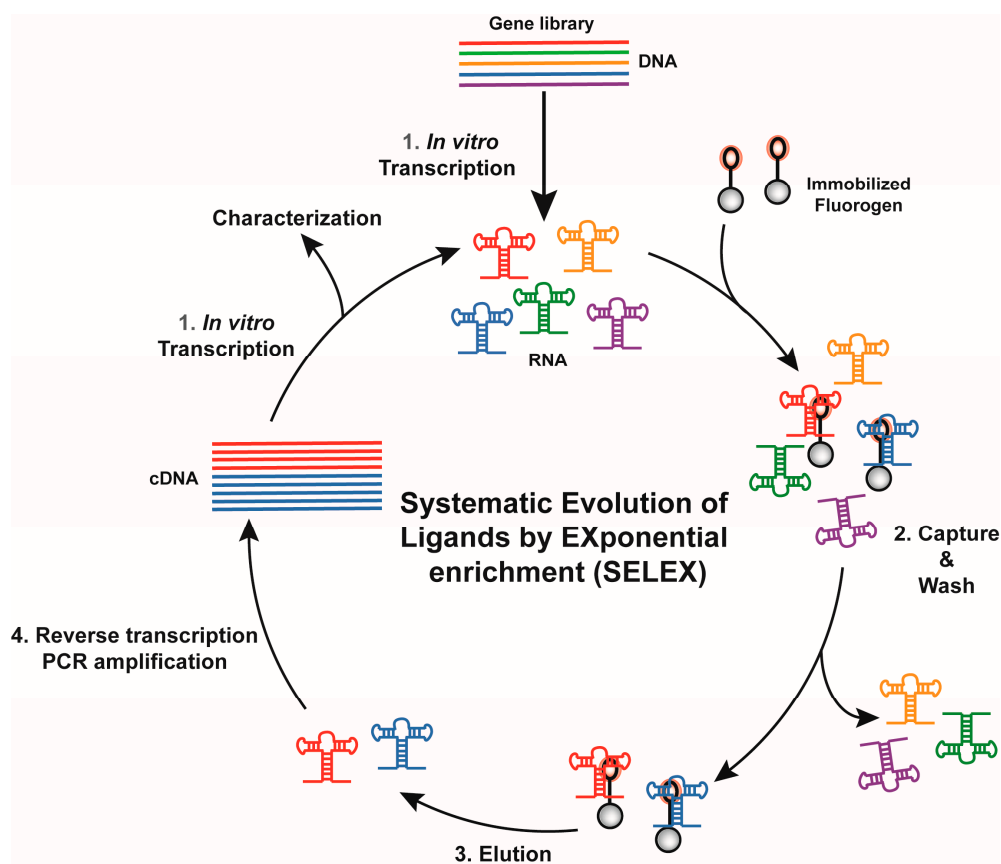 Gene library
DNA
1. In vitro
Transcription
Immobilized
Fluorogen
Characterization
1. In vitro
Transcription
RNA
cDNA
Systematic Evolution of
Ligands by EXponential
enrichment (SELEX)
2. Capture
&
Wash
4. Reverse transcription
PCR amplification
3. Elution